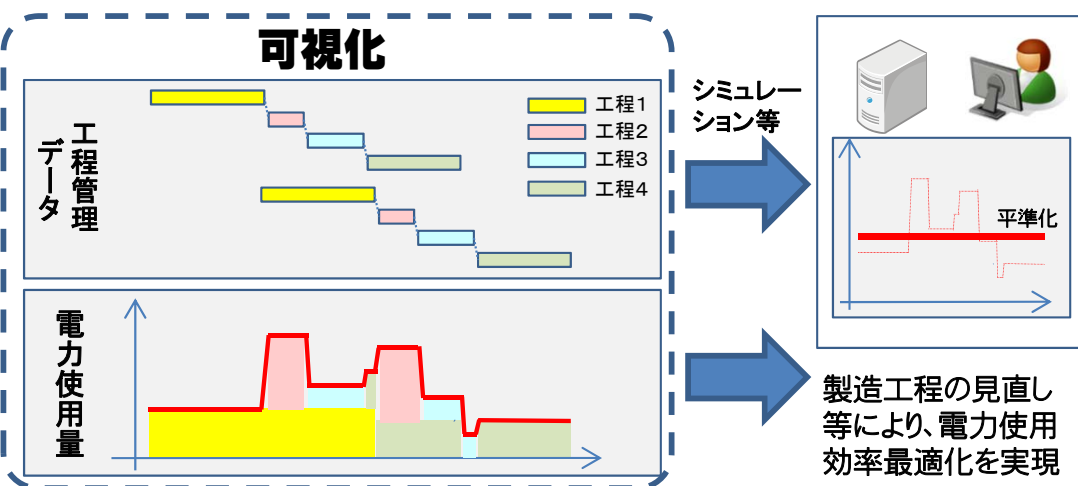 可視化
工程管理
データ
工程1
工程2
工程3
工程4
電力使用量
シミュレー
ション等
平準化
製造工程の見直し
等により、電力使用
効率最適化を実現